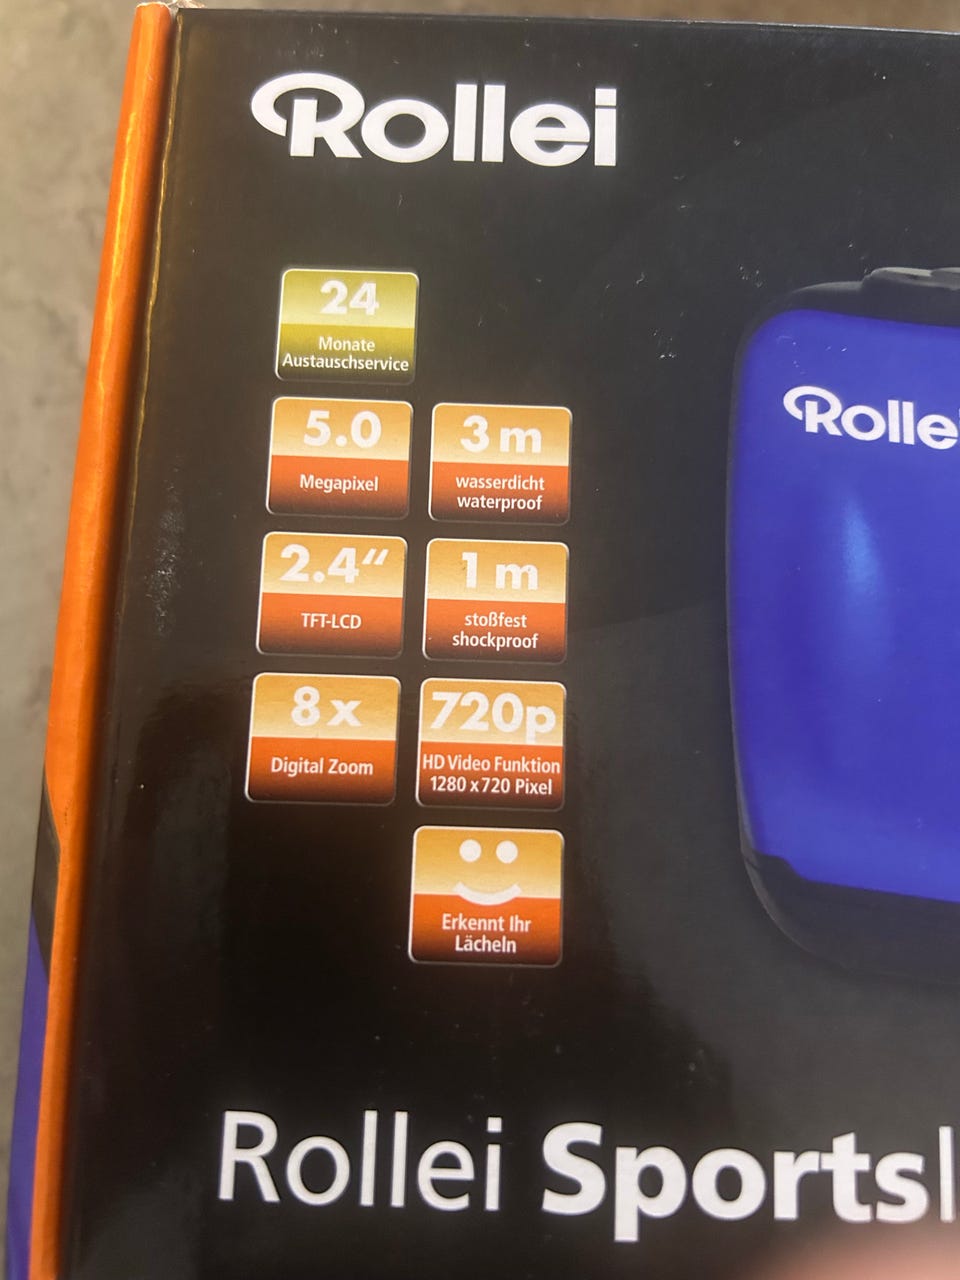 Rollei
24
Monate
Austauschservice
5.0
Megapixel
3 m
wasserdicht
waterproof
2.4“
TFT-LCD
1 m
stoßfest
shockproof
8 x
Digital Zoom
720p
HD Video Funktion
1280 x 720 Pixel
Erkennt Ihr
Lächeln
Rollei
Rollei Sports